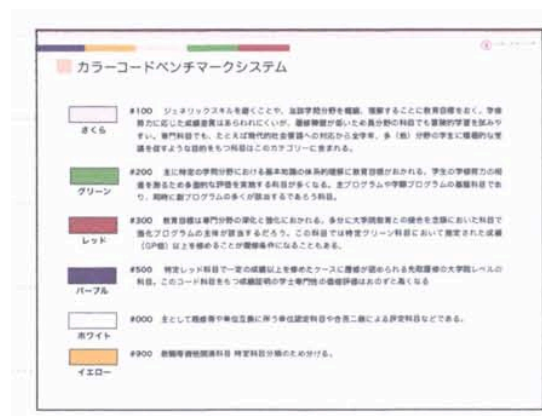 カラーコードベンチマークシステム
さくら
#100 ジェネリックスキルを磨くことや、当該学問分野を概観、理解することに教育目標をおく。学修
努力に応じた成績差異はあらわれにくいが、履修障壁が低いため異分野の科目でも冒険的学習を試みや
すい。専門科目でも、たとえば現代的社会要請への対応から全学年、多（他）分野の学生に積極的な受
講を促すような目的をもつ科目はこのカテゴリーに含まれる。
グリーン
#200 主に特定の学問分野における基本知識の体系的理解に教育目標がおかれる。学生の学修努力の相
違を測るため多面的な評価を実施する科目が多くなる。主プログラムや学際プログラムの基盤科目であ
り、同時に副プログラムの多くが該当するであろう科目。
レッド
#300 教育目標は専門分野の深化と強化におかれる。多分に大学院教育との接合を念頭においた科目で
強化プログラムの主体が該当するだろう。この科目では特定グリーン科目において指定された成績
（GP値）以上を修めることが履修条件になることもある。
パープル
#500 特定レッド科目で一定の成績以上を修めたケースに履修が認められる先取履修の大学院レベルの
科目。このコード科目をもつ成績証明の学士専門性の価値評価はおのずと高くなる
ホワイト
#000 主として既修得や単位互換に伴う単位認定科目や合否二値による評定科目などである。
イエロー
#900 教職等資格関連科目 特定科目分類のため分ける。